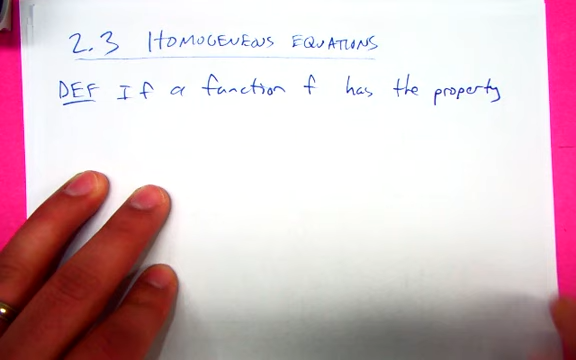 2.3 HOMOGENEOUS EQUATIONS
DEF If a function f has the property